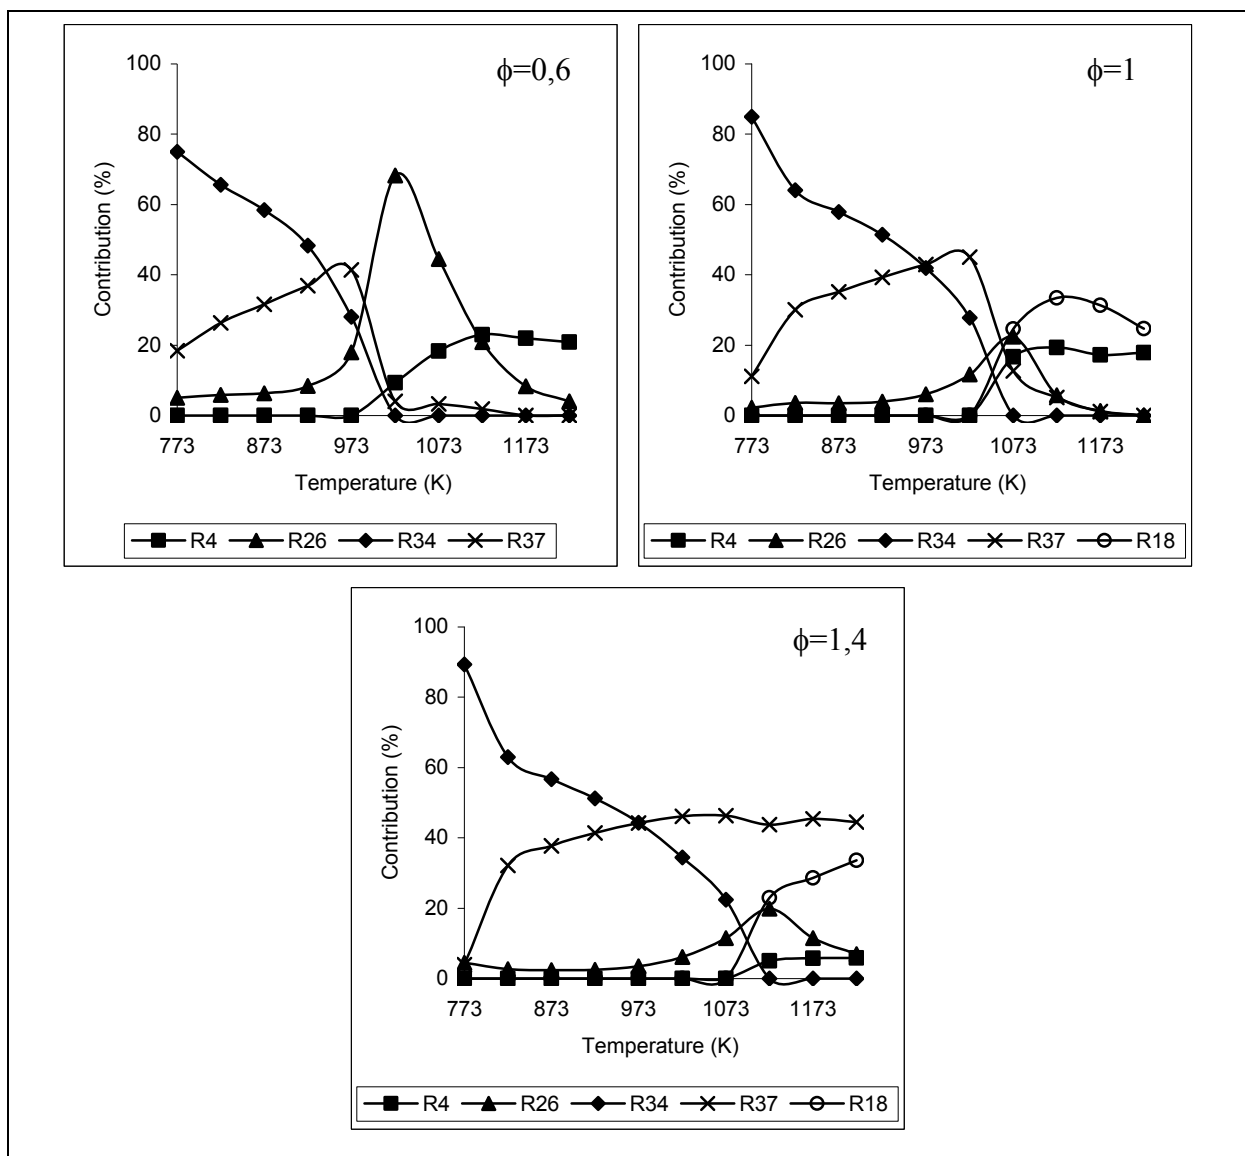 ϕ=0,6
100
80
60
40
20
0
Contribution (%)
773 873 973 1073 1173
Temperature (K)
R4 R26 R34 R37
ϕ=1
100
80
60
40
20
0
Contribution (%)
773 873 973 1073 1173
Temperature (K)
R4 R26 R34 R37 R18
ϕ=1,4
100
80
60
40
20
0
Contribution (%)
773 873 973 1073 1173
Temperature (K)
R4 R26 R34 R37 R18